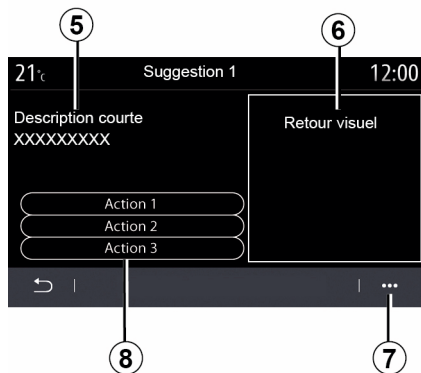 5
6
21°c
Suggestion 1
12:00
Description courte
XXXXXXXXX
Retour visuel
Action 1
Action 2
Action 3
8
7